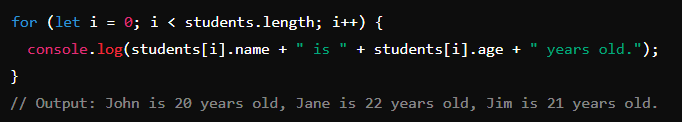 for (let i = 0; i < students.length; i++) {
  console.log(students[i].name + " is " + students[i].age + " years old.");
}
// Output: John is 20 years old, Jane is 22 years old, Jim is 21 years old.